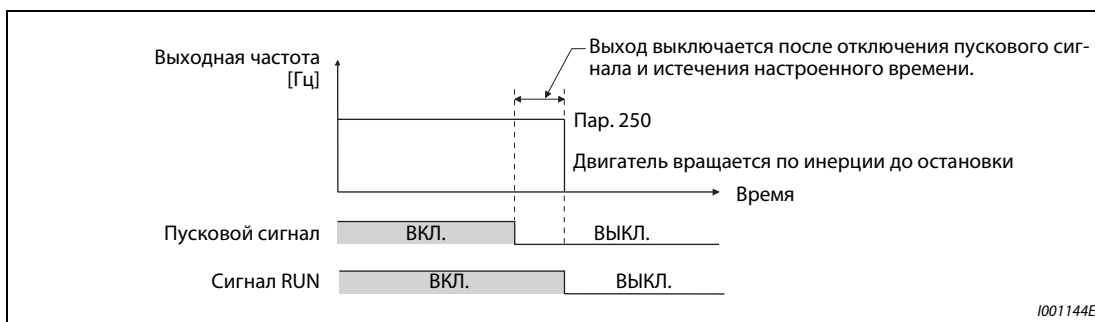 Выходная частота
[Гц]
Выход выключается после отключения пускового сиг-
нала и истечения настроенного времени.
Пар. 250
Двигатель вращается по инерции до остановки
Время
Пусковой сигнал
ВКЛ.
ВЫКЛ.
Сигнал RUN
ВКЛ.
ВЫКЛ.
I001144E